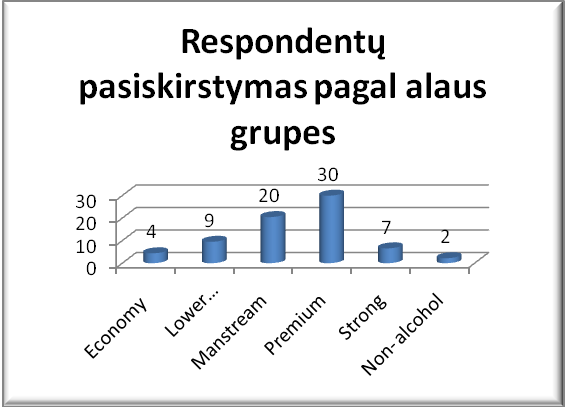 Respondentų
pasiskirstymas pagal alaus
grupes
30
20
10
0
4
9
20
30
7
2
Economy
Lower...
Manstream
Premium
Strong
Non-alcohol